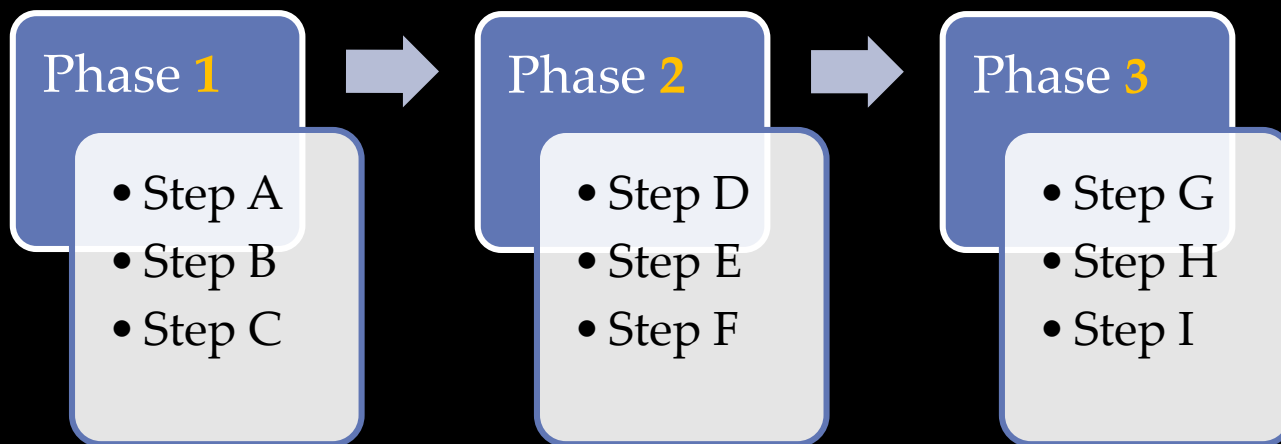 Phase 1
• Step A
• Step B
• Step C
Phase 2
• Step D
• Step E
• Step F
Phase 3
• Step G
• Step H
• Step I